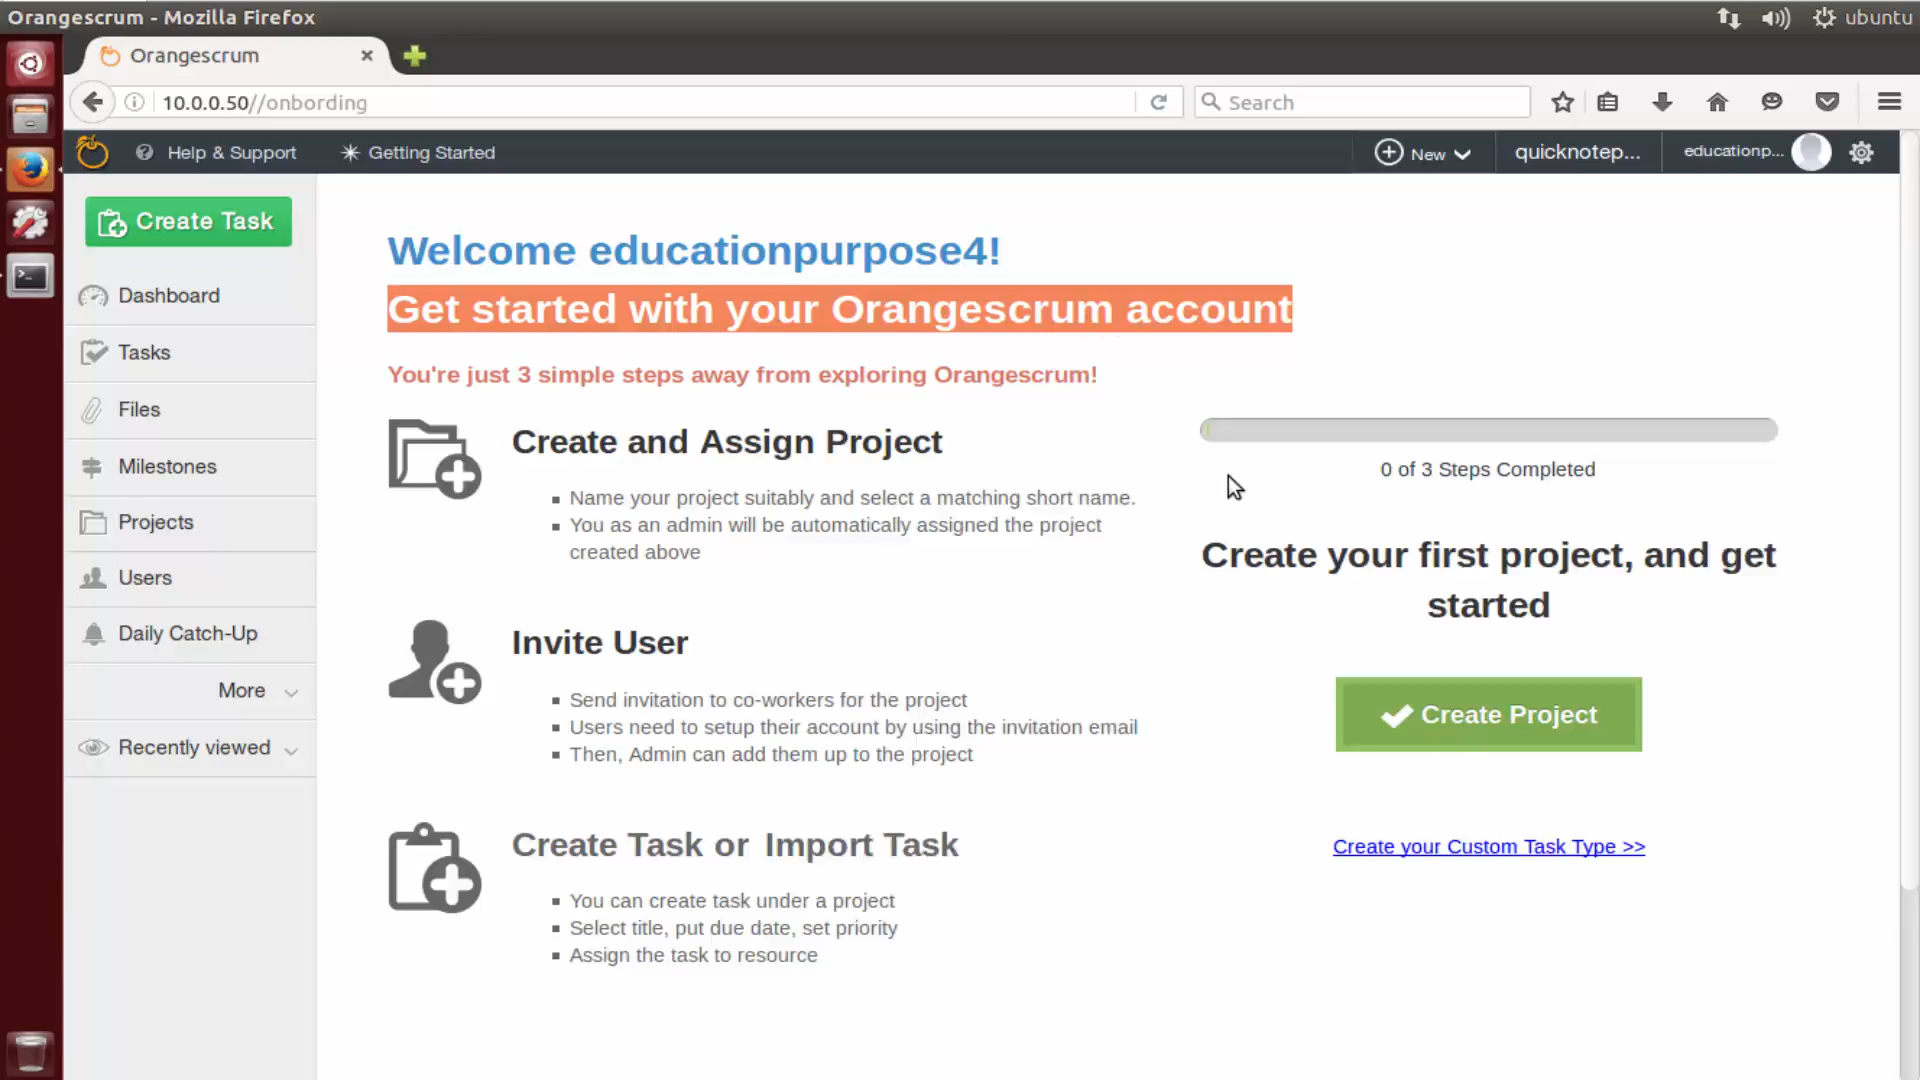 Orangescrum - Mozilla Firefox
ubuntu
Orangescrum
10.0.0.50//onbording
Search
Help & Support
Getting Started
New
quicknotep...
educationp...
Create Task
Dashboard
Tasks
Files
Milestones
Projects
Users
Daily Catch-Up
More
Recently viewed
Welcome educationpurpose4!
Get started with your Orangescrum account
You're just 3 simple steps away from exploring Orangescrum!
Create and Assign Project
Name your project suitably and select a matching short name.
You as an admin will be automatically assigned the project
created above
Invite User
Send invitation to co-workers for the project
Users need to setup their account by using the invitation email
Then, Admin can add them up to the project
Create Task or Import Task
You can create task under a project
Select title, put due date, set priority
Assign the task to resource
0 of 3 Steps Completed
Create your first project, and get
started
Create Project
Create your Custom Task Type >>